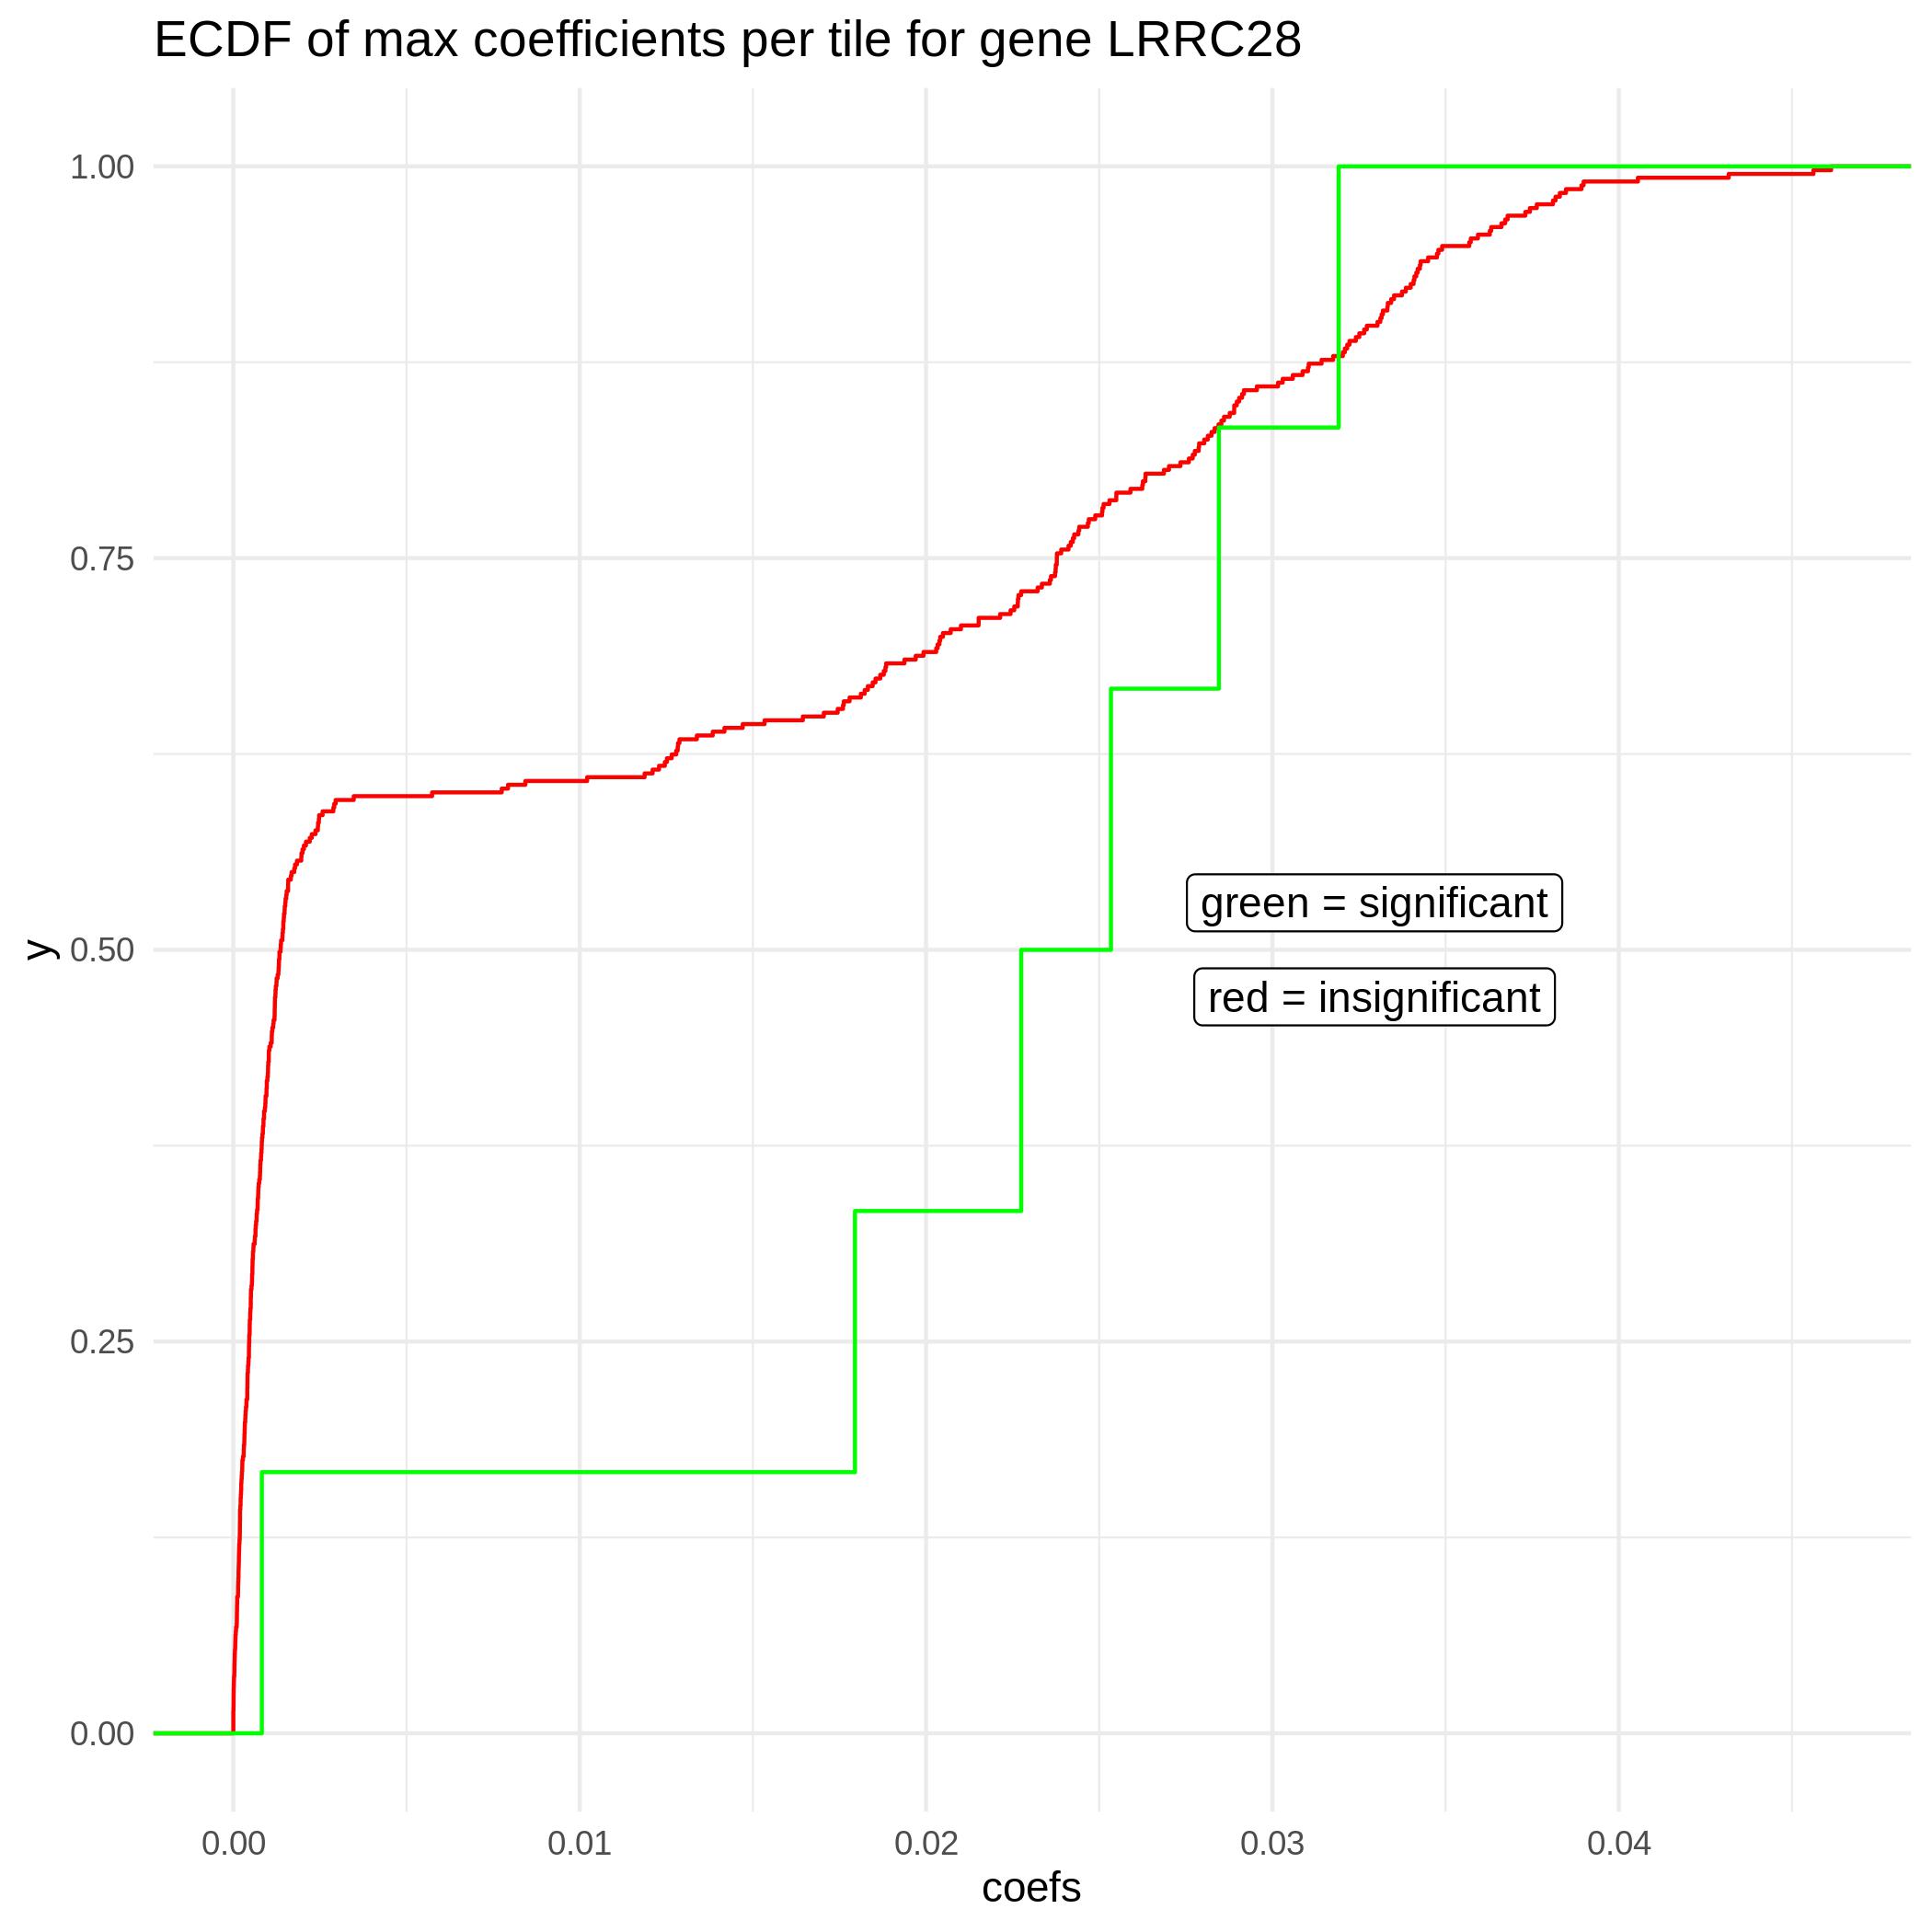 ECDF of max coefficients per tile for gene LRRC28
1.00
0.75
0.50
0.25
0.00
y
green = significant
red = insignificant
0.00
0.01
0.02
0.03
0.04
coefs